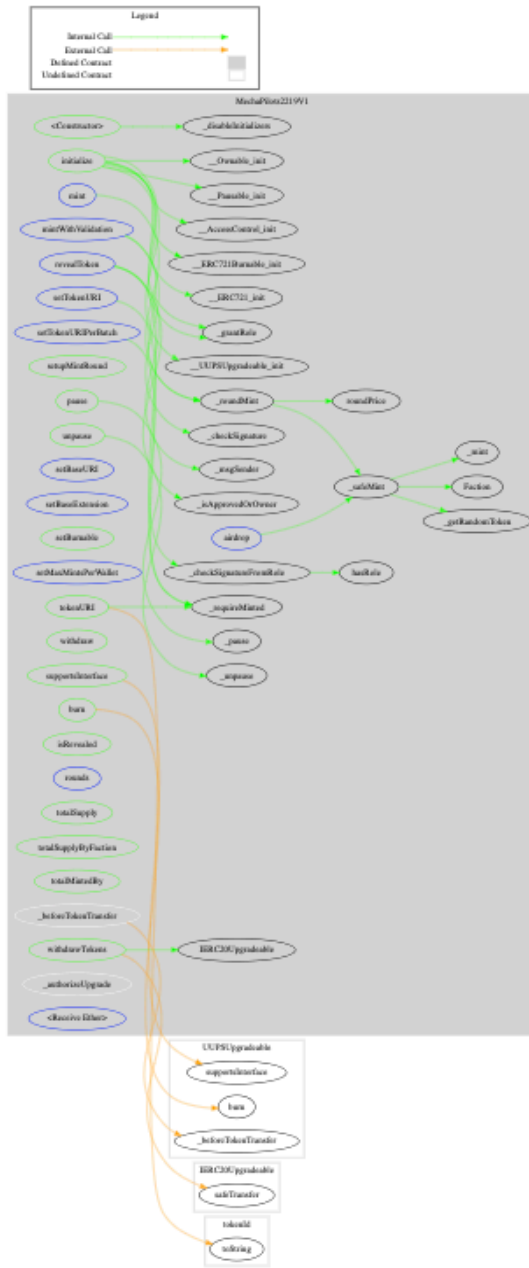 Legend
Internal Call
External Call
Defined Contract
Undefined Contract
MechaPilots2219V1
<Constructor>
_disableInitializers
initialize
__Ownable_init
__Pausable_init
mint
mintWithValidation
__AccessControl_init
revealToken
__ERC721Burnable_init
setTokenURI
__ERC721_init
setTokenURIPerBatch
_grantRole
setupMintRound
__UUPSUpgradeable_init
pause
_roundMint
roundPrice
unpause
_checkSignature
_mint
setBaseURI
_msgSender
_safeMint
Faction
setBaseExtension
_isApprovedOrOwner
_getRandomToken
setBurnable
airdrop
setMaxMintsPerWallet
_checkSignatureFromRole
hasRole
tokenURI
_requireMinted
withdraw
_pause
supportsInterface
_unpause
burn
isRevealed
rounds
totalSupply
totalSupplyByFaction
totalMintedBy
_beforeTokenTransfer
withdrawTokens
IERC20Upgradeable
_authorizeUpgrade
<Receive Ether>
UUPSUpgradeable
supportsInterface
burn
_beforeTokenTransfer
IERC20Upgradeable
safeTransfer
tokenId
toString